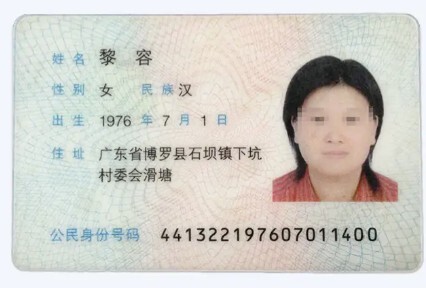 姓名 黎容
性别 女 民族 汉
出生 1976 年 7 月 1 日
住址 广东省博罗县石坝镇下坑
村委会滑塘
公民身份号码 441322197607011400